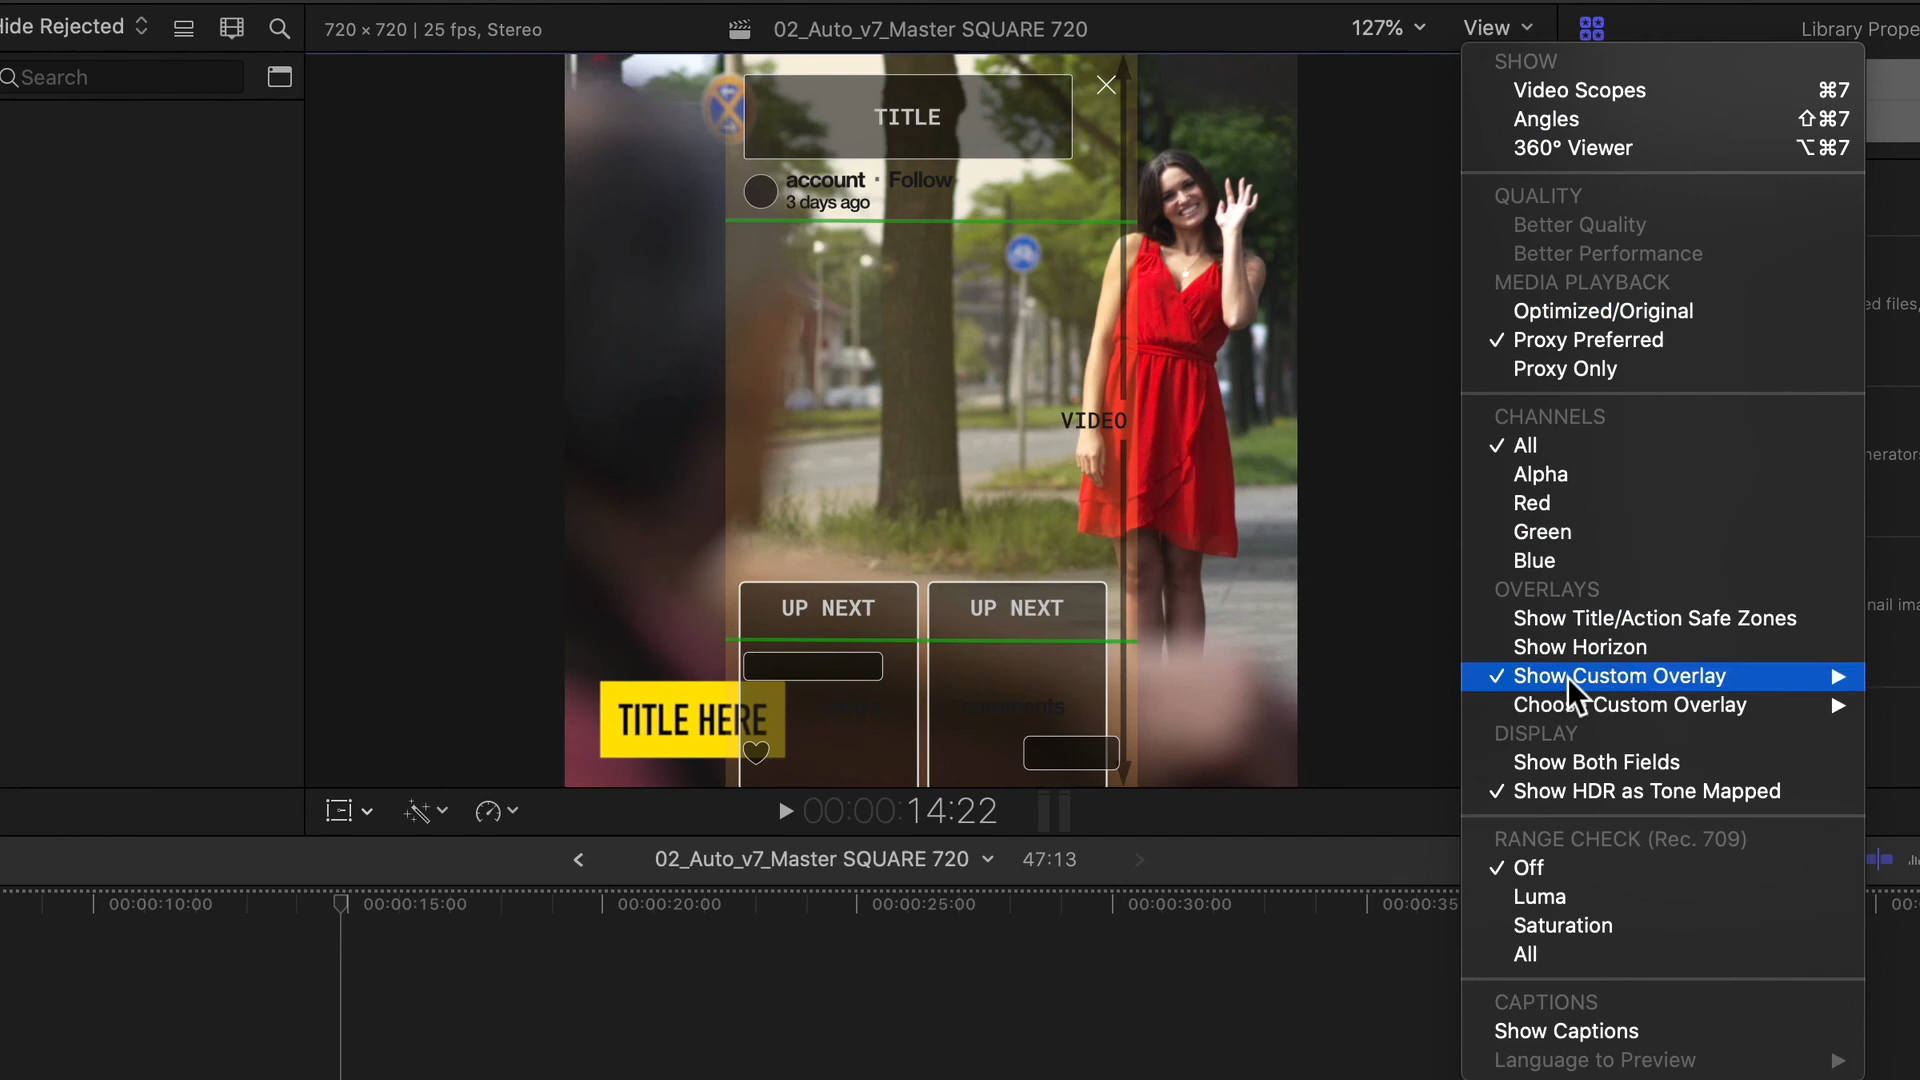 Hide Rejected
720 × 720 | 25 fps, Stereo
02_Auto_v7_Master SQUARE 720
127%
View
Library Prope
Search
TITLE
account · Follow
3 days ago
VIDEO
UP NEXT
UP NEXT
TITLE HERE
SHOW
Video Scopes ⌘7
Angles ⇧⌘7
360° Viewer ⌥⌘7
QUALITY
Better Quality
Better Performance
MEDIA PLAYBACK
Optimized/Original
✓ Proxy Preferred
Proxy Only
CHANNELS
✓ All
Alpha
Red
Green
Blue
OVERLAYS
Show Title/Action Safe Zones
Show Horizon
✓ Show Custom Overlay
Choose Custom Overlay
DISPLAY
Show Both Fields
✓ Show HDR as Tone Mapped
RANGE CHECK (Rec. 709)
✓ Off
Luma
Saturation
All
CAPTIONS
Show Captions
Language to Preview
ed files,
nerators
nail ima
00:00:14:22
02_Auto_v7_Master SQUARE 720
47:13
00:00:10:00
00:00:15:00
00:00:20:00
00:00:25:00
00:00:30:00
00:00:35
00:0